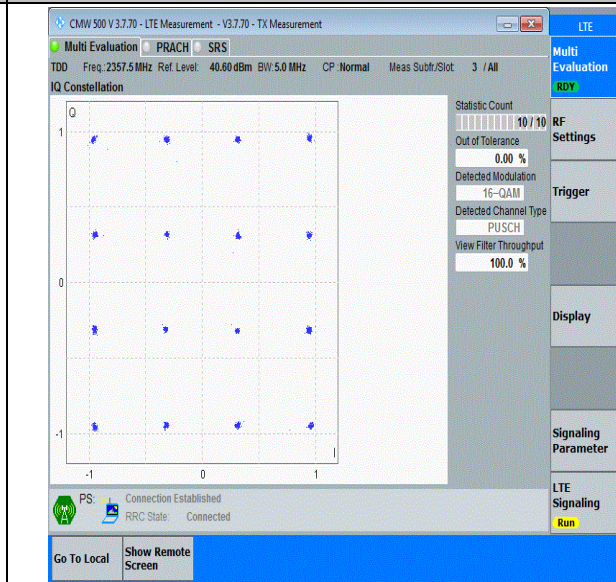 CMW 500 V 3.7.70 - LTE Measurement - V3.7.70 - TX Measurement
LTE
Multi Evaluation PRACH SRS
TDD Freq.:2357.5 MHz Ref. Level: 40.60 dBm BW:5.0 MHz CP :Normal Meas Subfr./Slot: 3 / All
IQ Constellation
Q
1
0
-1
I
-1 0 1
Statistic Count
10 / 10
Out of Tolerance
0.00 %
Detected Modulation
16-QAM
Detected Channel Type
PUSCH
View Filter Throughput
100.0 %
PS: Connection Established
RRC State: Connected
Multi
Evaluation
RDY
RF
Settings
Trigger
Display
Signaling
Parameter
LTE
Signaling
Run
Go To Local
Show Remote
Screen